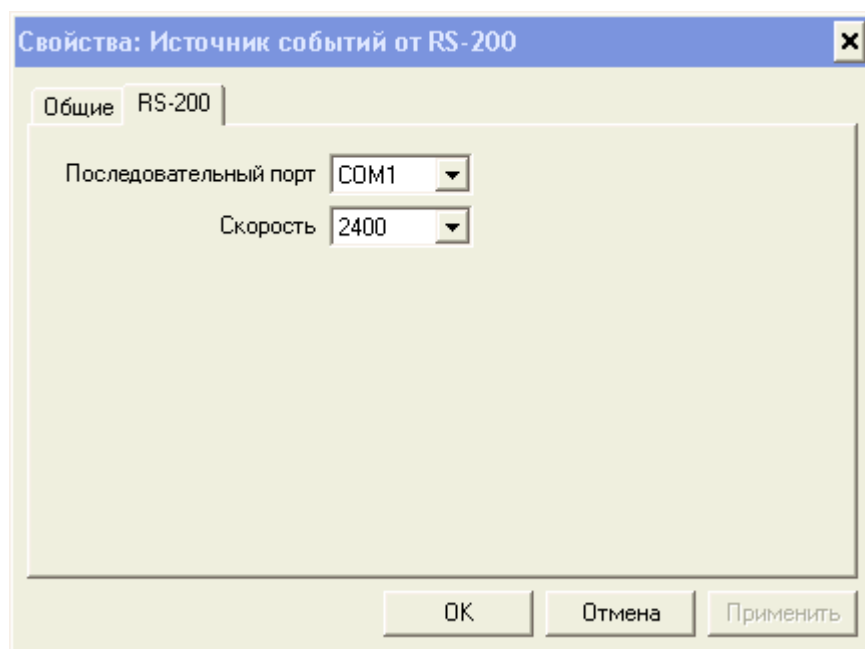 Свойства: Источник событий от RS-200
Общие RS-200
Последовательный порт COM1
Скорость 2400
OK Отмена Применить